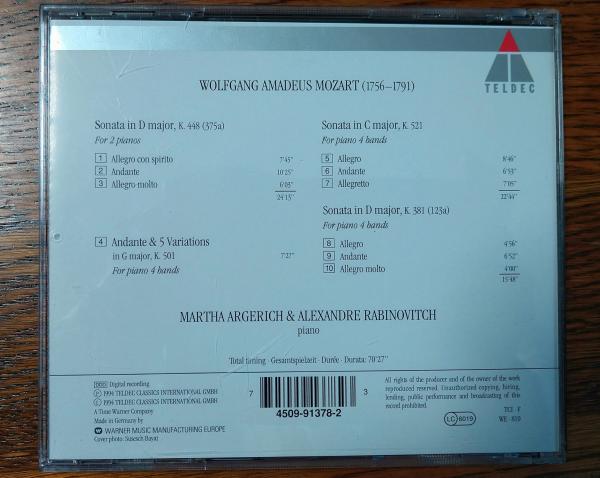 TELDEC
WOLFGANG AMADEUS MOZART (1756–1791)
Sonata in D major, K. 448 (375a)
For 2 pianos
1 Allegro con spirito 7'45"
2 Andante 10'25"
3 Allegro molto 6'03"
24'13"
4 Andante & 5 Variations
in G major, K. 501 7'27"
For piano 4 hands
Sonata in C major, K. 521
For piano 4 hands
5 Allegro 8'46"
6 Andante 6'53"
7 Allegretto 7'05"
22'44"
Sonata in D major, K. 381 (123a)
For piano 4 hands
8 Allegro 4'56"
9 Andante 6'52"
10 Allegro molto 4'00"
15'48"
MARTHA ARGERICH & ALEXANDRE RABINOVITCH
piano
Total timing · Gesamtspielzeit · Durée · Durata: 70'27"
DDD Digital recording
Ⓟ 1994 TELDEC CLASSICS INTERNATIONAL GMBH
© 1994 TELDEC CLASSICS INTERNATIONAL GMBH
A Time Warner Company
Made in Germany by
WARNER MUSIC MANUFACTURING EUROPE
Cover photo: Susesch Bayat
7 3
4509-91378-2
All rights of the producer and of the owner of the work
reproduced reserved. Unauthorized copying, hiring,
lending, public performance and broadcasting of this
record prohibited.
LC 6019
TCI · F
WE · 810